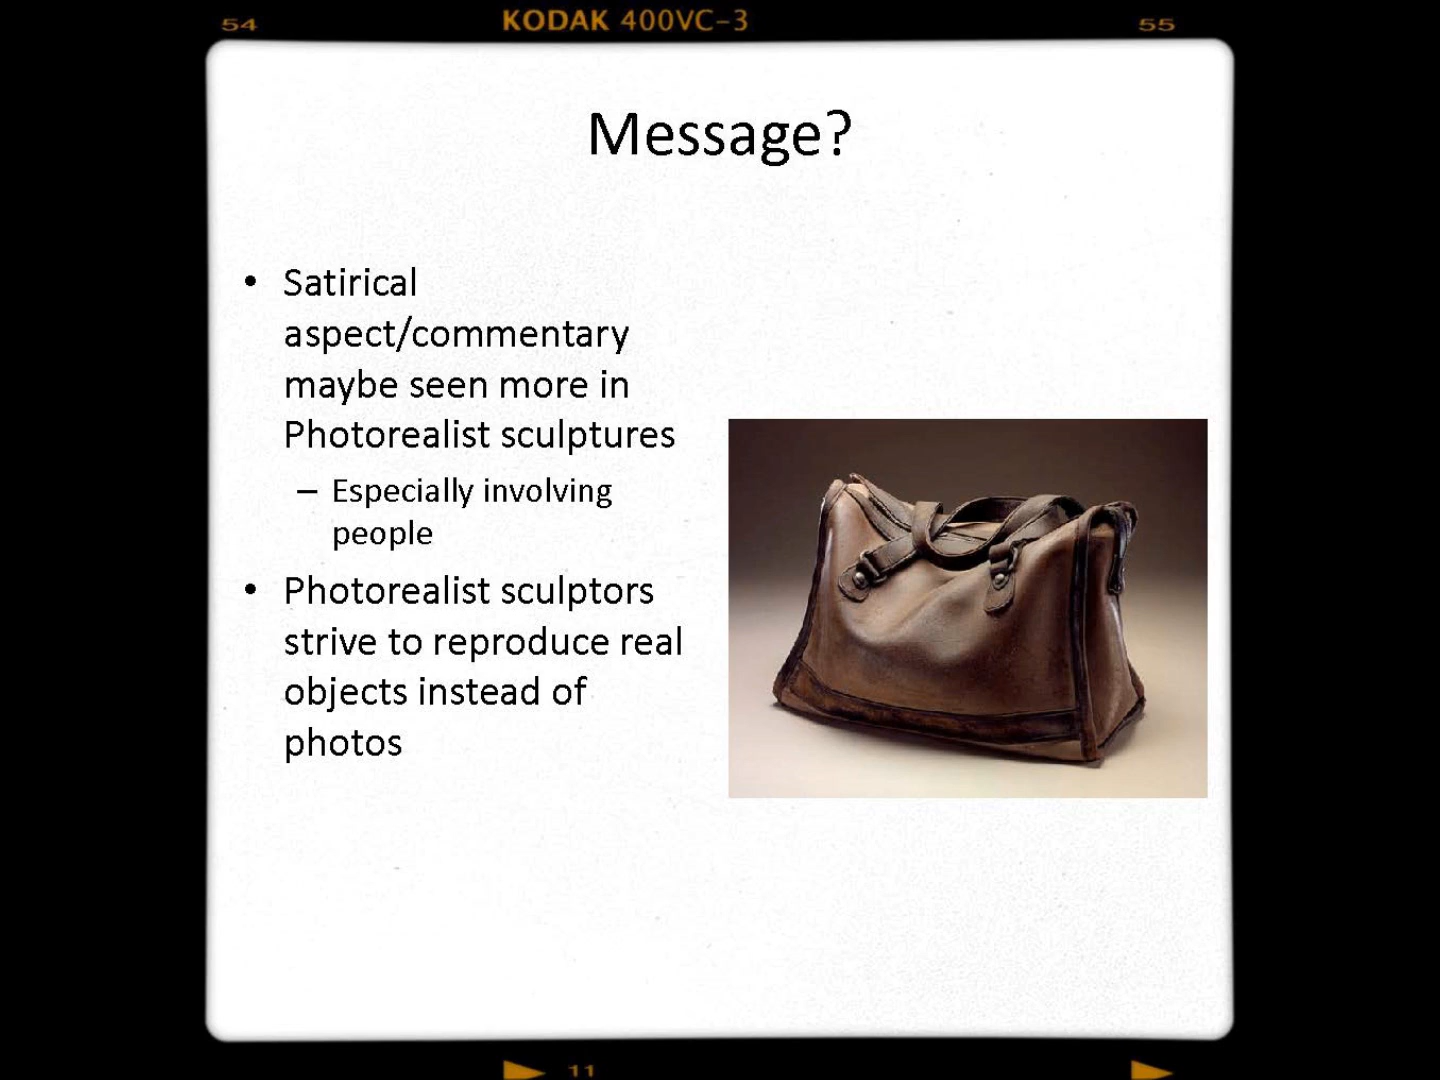 54 KODAK 400VC-3 55
Message?
• Satirical
aspect/commentary
maybe seen more in
Photorealist sculptures
– Especially involving
people
• Photorealist sculptors
strive to reproduce real
objects instead of
photos
11